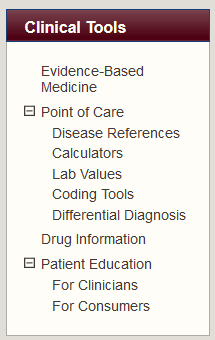 Clinical Tools
Evidence-Based
Medicine
Point of Care
Disease References
Calculators
Lab Values
Coding Tools
Differential Diagnosis
Drug Information
Patient Education
For Clinicians
For Consumers